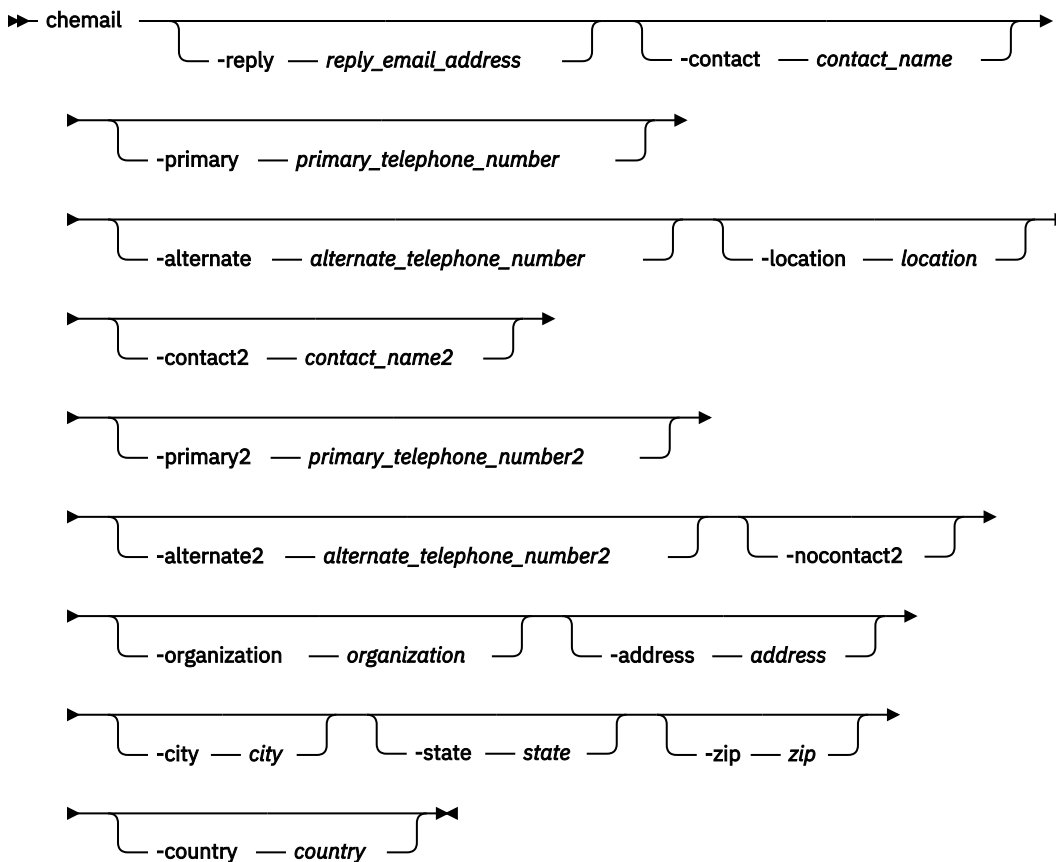 chemail
-reply reply_email_address -contact contact_name
-primary primary_telephone_number
-alternate alternate_telephone_number -location location
-contact2 contact_name2
-primary2 primary_telephone_number2
-alternate2 alternate_telephone_number2 -nocontact2
-organization organization -address address
-city city -state state -zip zip
-country country